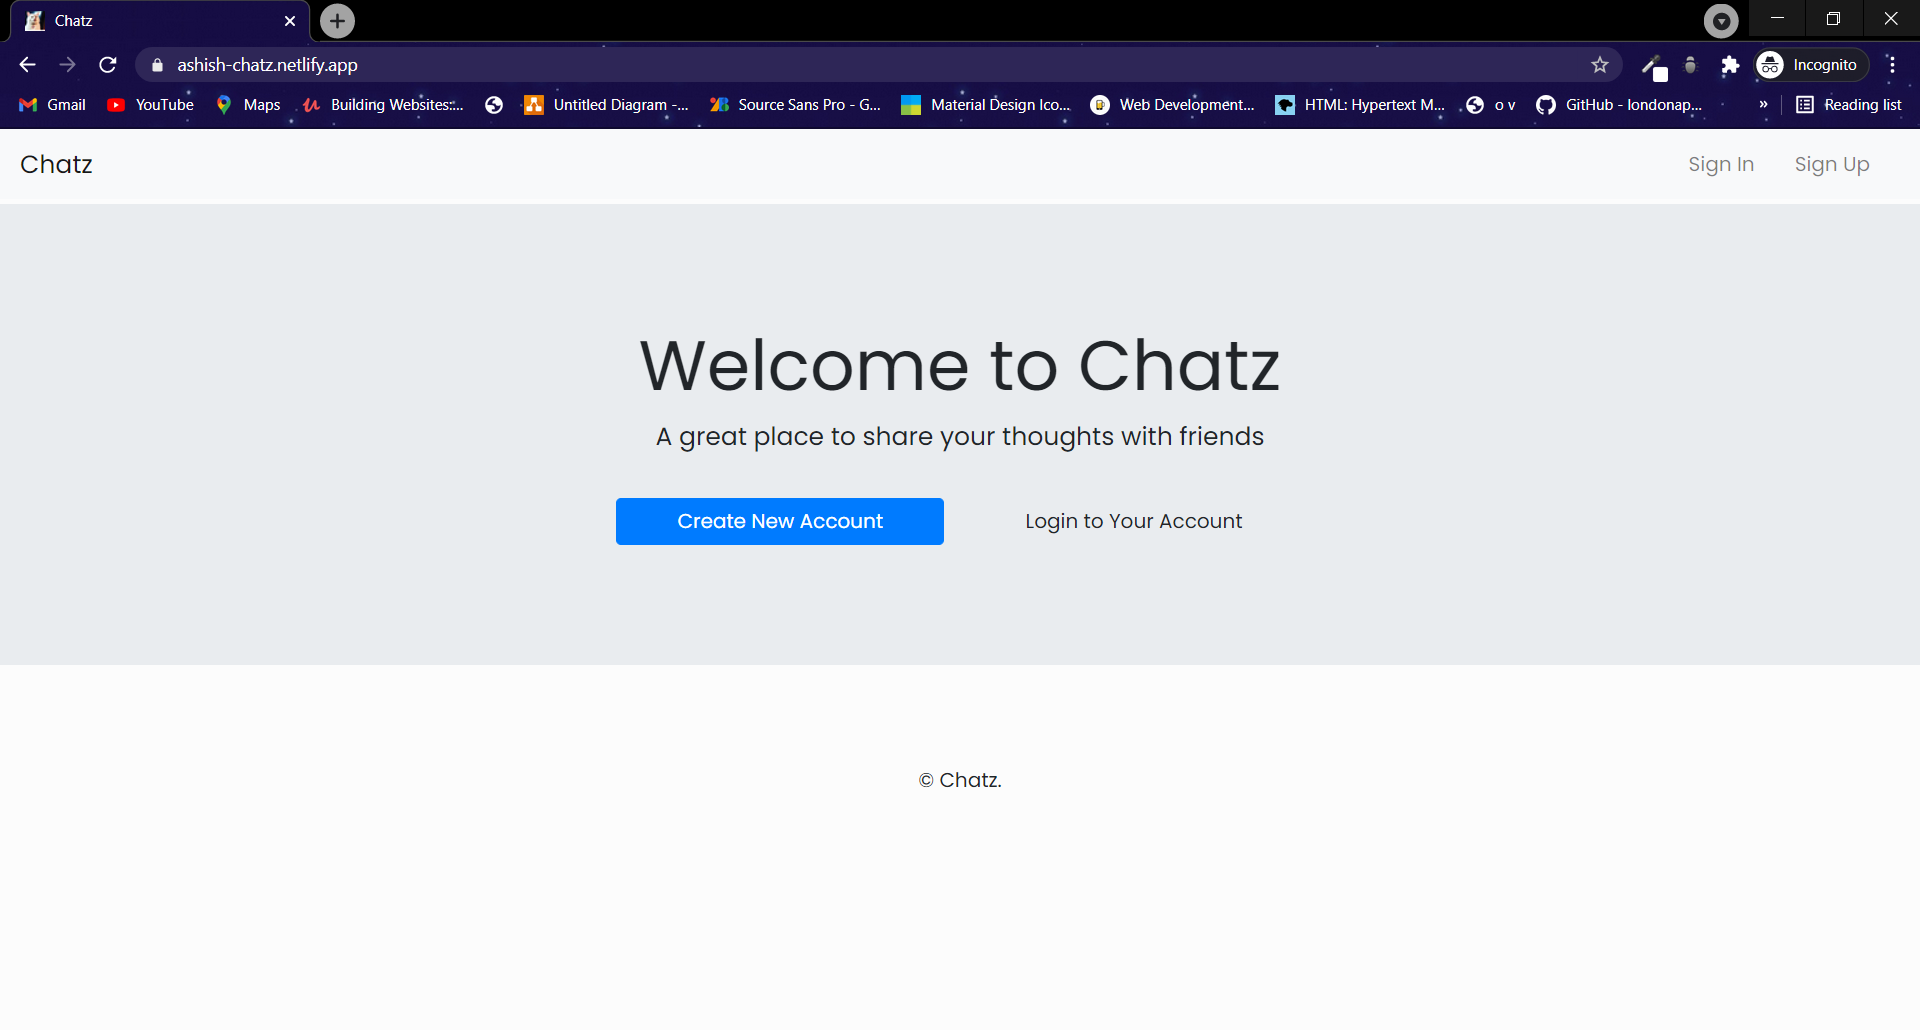 Chatz
ashish-chatz.netlify.app
Incognito
Gmail YouTube Maps Building Websites:... Untitled Diagram -... Source Sans Pro - G... Material Design Ico... Web Development... HTML: Hypertext M... o v GitHub - londonap... » Reading list
Chatz Sign In Sign Up
Welcome to Chatz
A great place to share your thoughts with friends
Create New Account Login to Your Account
© Chatz.